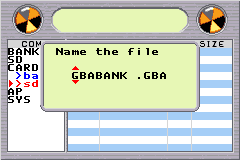 COM
SIZE
Name the file
GBABANK .GBA
BANK
SD
CARD
>ba
>sd
AP
SYS